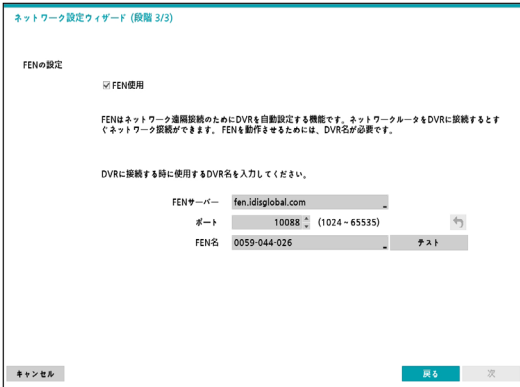 ネットワーク設定ウィザード (段階 3/3)
FENの設定
FEN使用
FENはネットワーク遠隔接続のためにDVRを自動設定する機能です。ネットワークルータをDVRに接続するとす
ぐネットワーク接続ができます。 FENを動作させるためには、DVR名が必要です。
DVRに接続する時に使用するDVR名を入力してください。
FENサーバー fen.idisglobal.com
ポート 10088 (1024 ~ 65535)
FEN名 0059-044-026 テスト
キャンセル 戻る 次